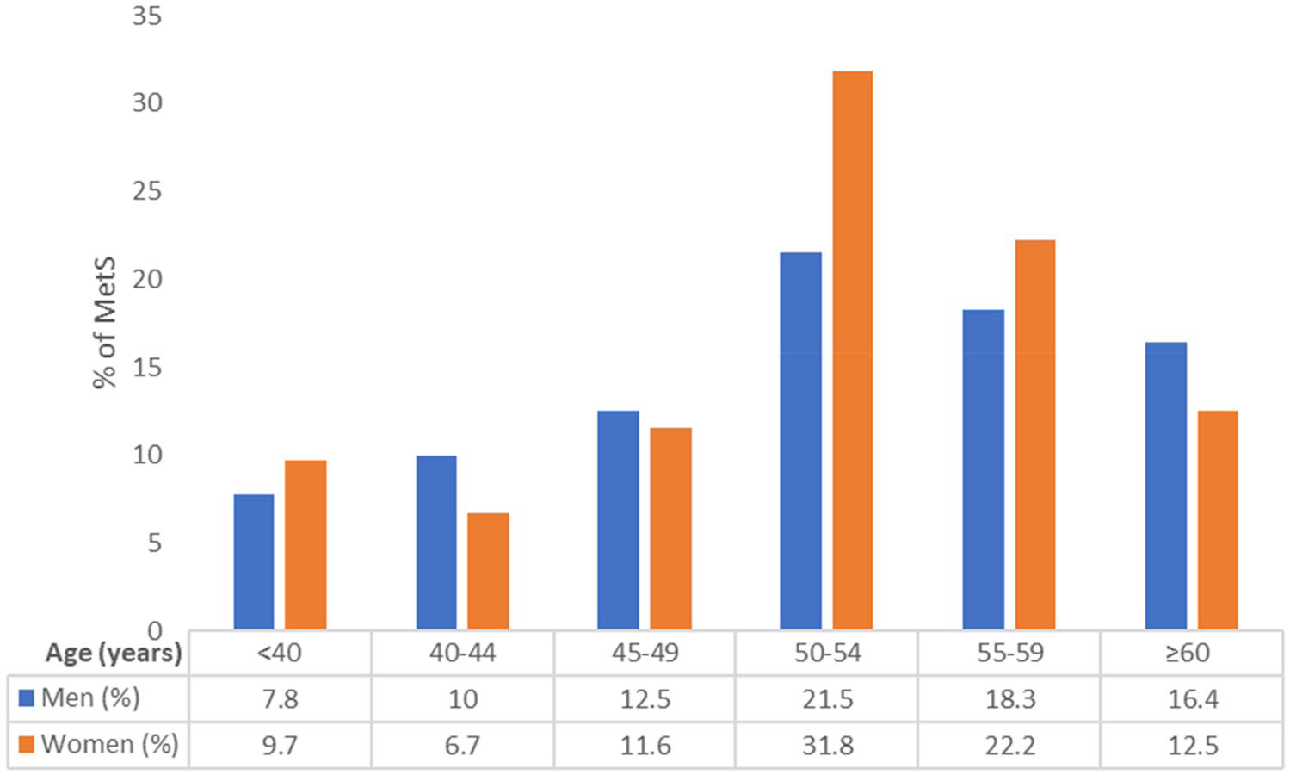 35
30
25
20
15
10
5
0
% of MetS
Age (years) <40 40-44 45-49 50-54 55-59 ≥60
Men (%) 7.8 10 12.5 21.5 18.3 16.4
Women (%) 9.7 6.7 11.6 31.8 22.2 12.5